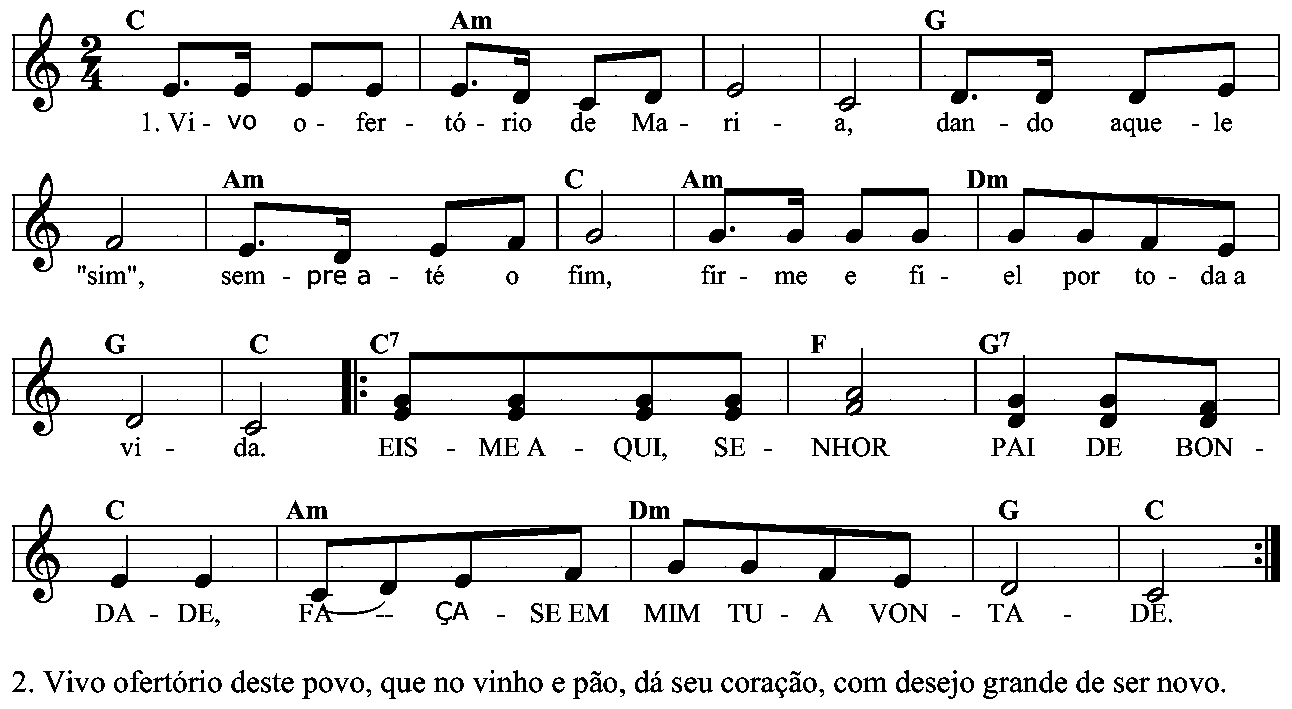 C Am G
2/4
1. Vi - vo o - fer - tó - rio de Ma - ri - a, dan - do aque - le
Am C Am Dm
"sim", sem - pre a - té o fim, fir - me e fi - el por to - da a
G C C7 F G7
vi - da. EIS - ME A - QUI, SE - NHOR PAI DE BON -
C Am Dm G C
DA - DE, FA -- ÇA - SE EM MIM TU - A VON - TA - DE.
2. Vivo ofertório deste povo, que no vinho e pão, dá seu coração, com desejo grande de ser novo.